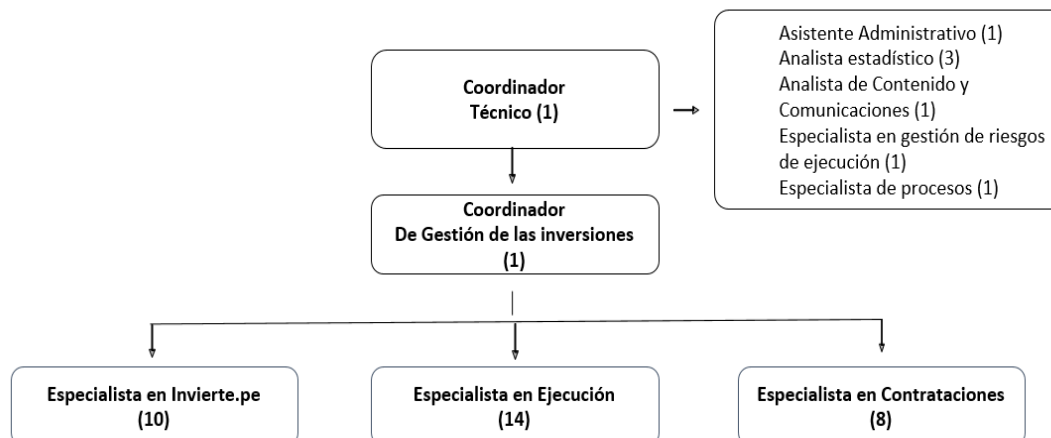 Coordinador
Técnico (1)
Asistente Administrativo (1)
Analista estadístico (3)
Analista de Contenido y
Comunicaciones (1)
Especialista en gestión de riesgos
de ejecución (1)
Especialista de procesos (1)
Coordinador
De Gestión de las inversiones
(1)
Especialista en Invierte.pe
(10)
Especialista en Ejecución
(14)
Especialista en Contrataciones
(8)